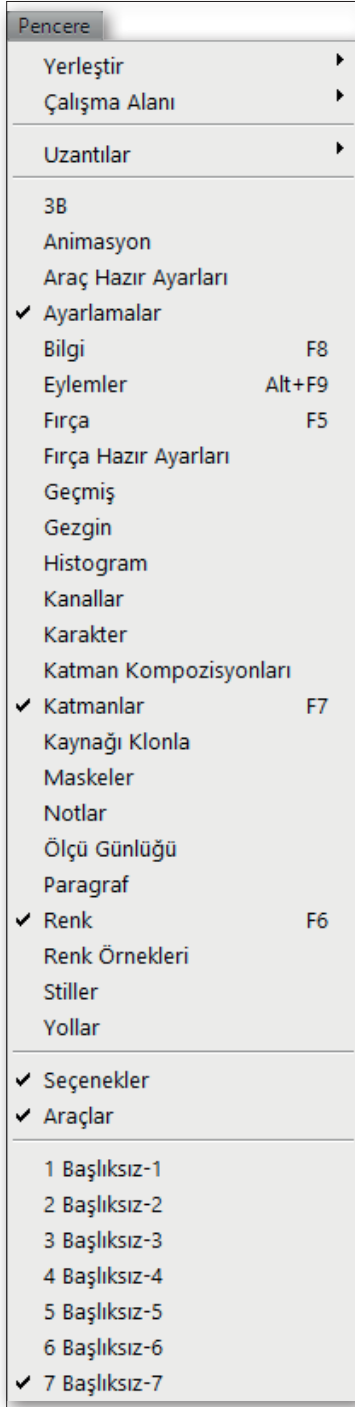 Pencere
Yerleştir
Çalışma Alanı
Uzantılar
3B
Animasyon
Araç Hazır Ayarları
Ayarlamalar
Bilgi F8
Eylemler Alt+F9
Fırça F5
Fırça Hazır Ayarları
Geçmiş
Gezgin
Histogram
Kanallar
Karakter
Katman Kompozisyonları
Katmanlar F7
Kaynağı Klonla
Maskeler
Notlar
Ölçü Günlüğü
Paragraf
Renk F6
Renk Örnekleri
Stiller
Yollar
Seçenekler
Araçlar
1 Başlıksız-1
2 Başlıksız-2
3 Başlıksız-3
4 Başlıksız-4
5 Başlıksız-5
6 Başlıksız-6
7 Başlıksız-7